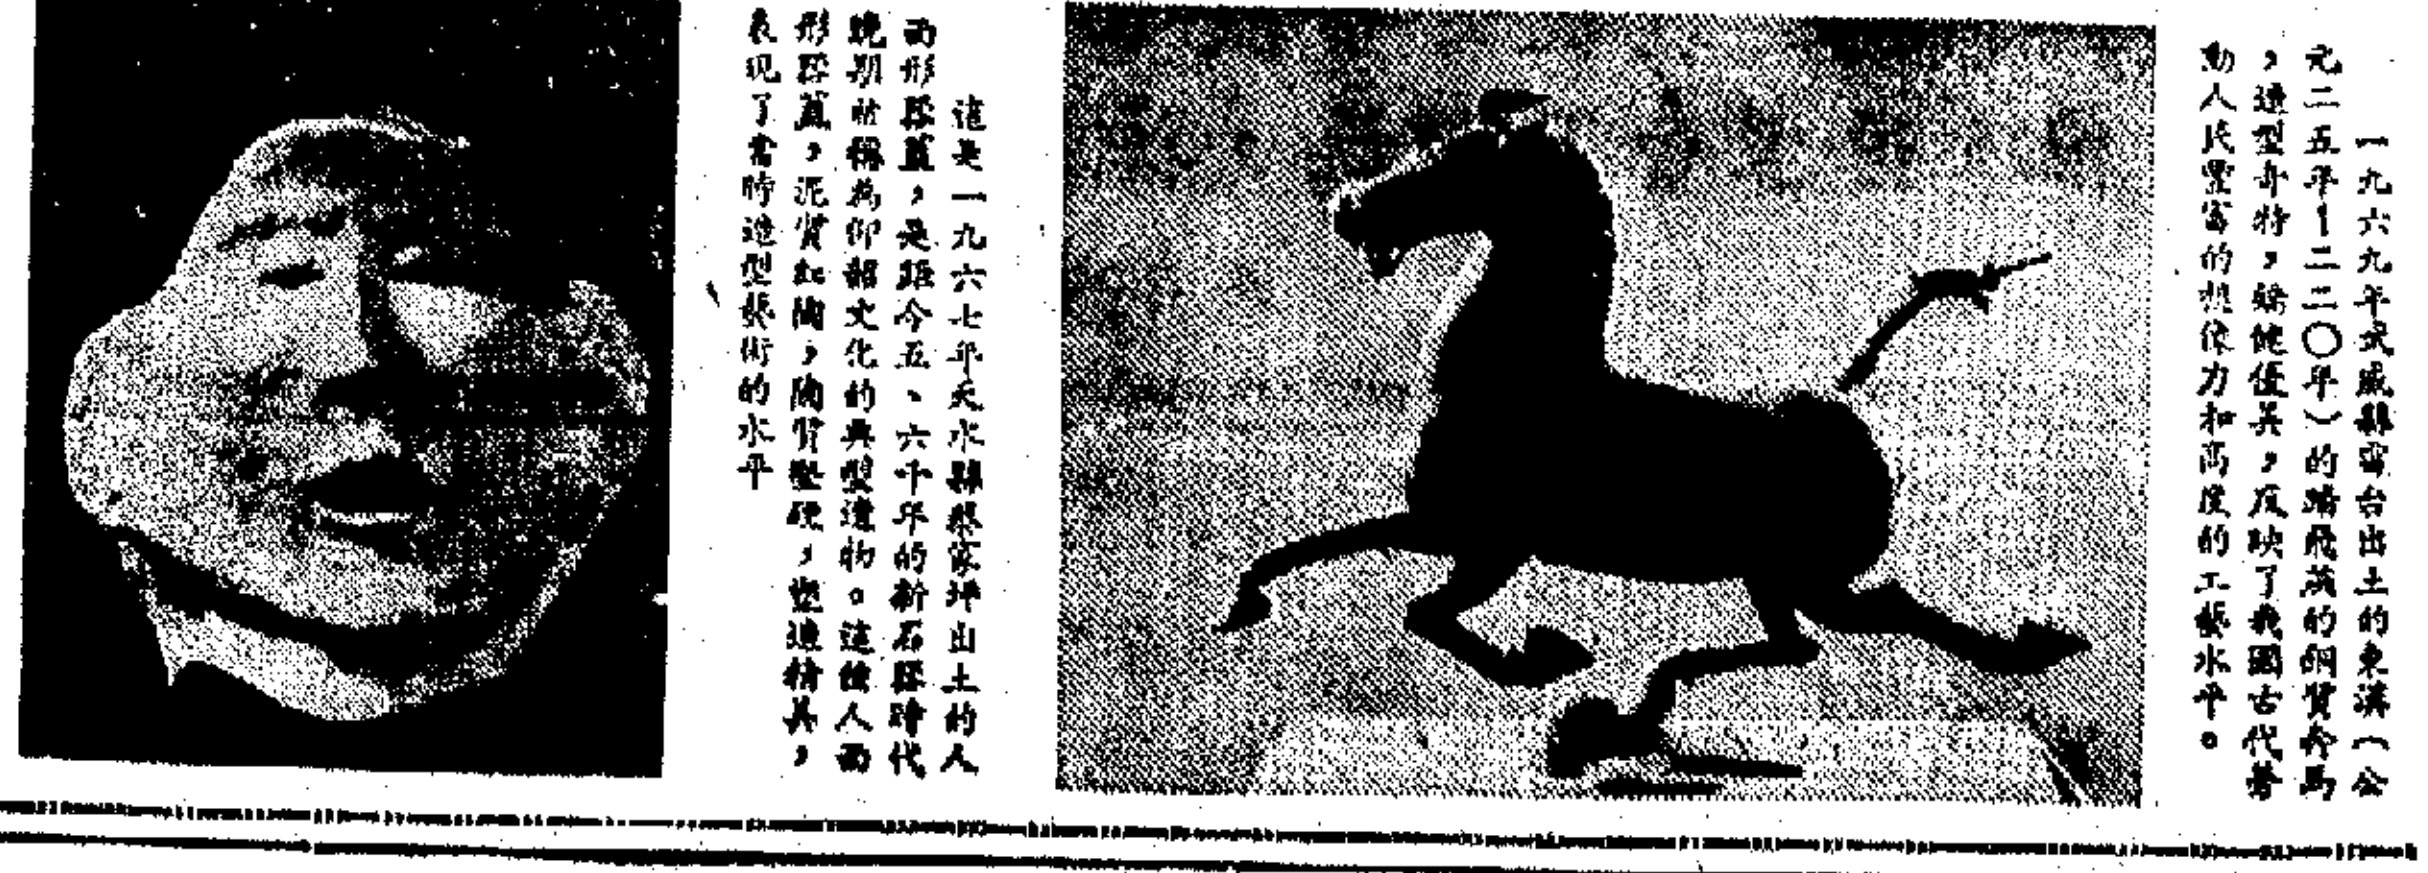 一九六九年武威縣雷台出土的東漢(公
元二五年—二二〇年)的踏飛燕的銅質奔馬
,造型奇特,矯健優美,反映了我國古代勞
動人民豐富的想像力和高度的工藝水平。
這是一九六七年天水縣蔡家坪出土的人
面形器蓋,是距今五、六千年的新石器時代
晚期被稱為仰韶文化的典型遺物。這種人面
形器蓋,泥質紅陶,陶質堅硬,塑造精美,
表現了當時造型藝術的水平